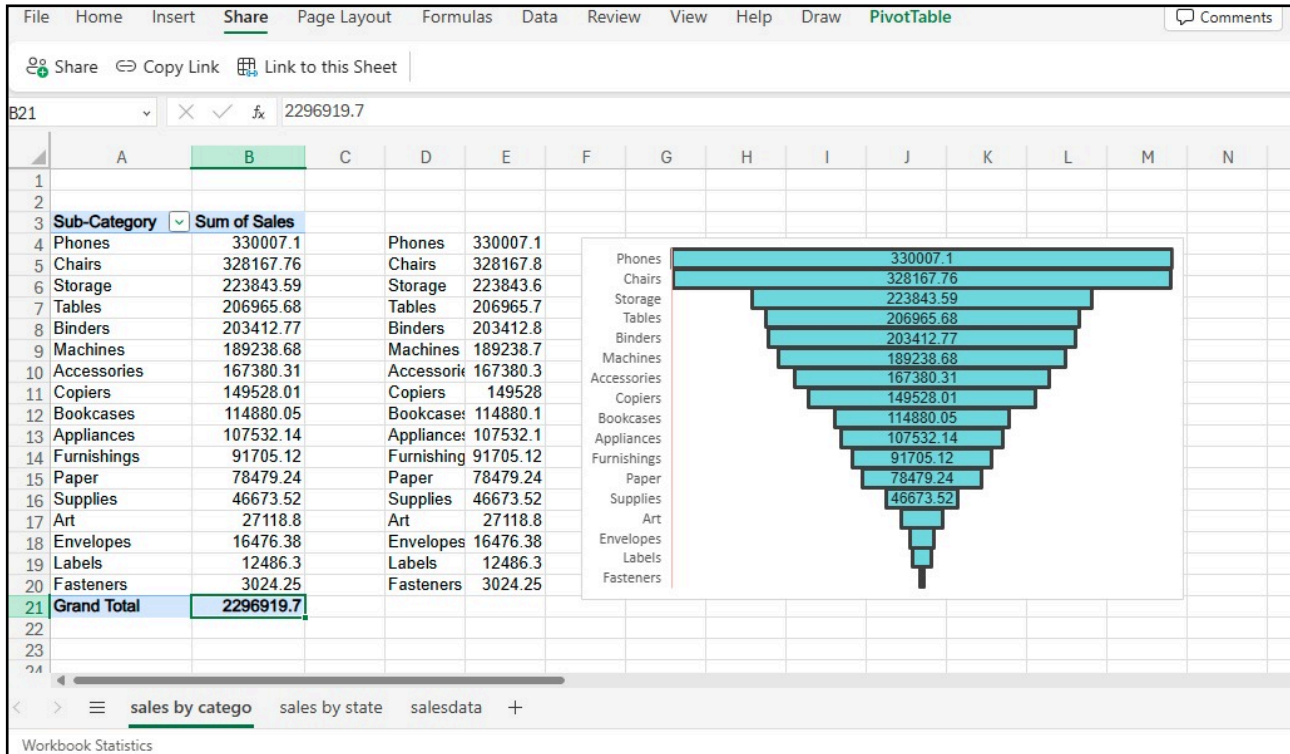 File Home Insert Share Page Layout Formulas Data Review View Help Draw PivotTable Comments
Share Copy Link Link to this Sheet
B21 fx 2296919.7
A B C D E F G H I J K L M N
1
2
3 Sub-Category Sum of Sales
4 Phones 330007.1 Phones 330007.1
5 Chairs 328167.76 Chairs 328167.8
6 Storage 223843.59 Storage 223843.6
7 Tables 206965.68 Tables 206965.7
8 Binders 203412.77 Binders 203412.8
9 Machines 189238.68 Machines 189238.7
10 Accessories 167380.31 Accessorie 167380.3
11 Copiers 149528.01 Copiers 149528
12 Bookcases 114880.05 Bookcases 114880.1
13 Appliances 107532.14 Appliances 107532.1
14 Furnishings 91705.12 Furnishing 91705.12
15 Paper 78479.24 Paper 78479.24
16 Supplies 46673.52 Supplies 46673.52
17 Art 27118.8 Art 27118.8
18 Envelopes 16476.38 Envelopes 16476.38
19 Labels 12486.3 Labels 12486.3
20 Fasteners 3024.25 Fasteners 3024.25
21 Grand Total 2296919.7
22
23
24
Phones 330007.1
Chairs 328167.76
Storage 223843.59
Tables 206965.68
Binders 203412.77
Machines 189238.68
Accessories 167380.31
Copiers 149528.01
Bookcases 114880.05
Appliances 107532.14
Furnishings 91705.12
Paper 78479.24
Supplies 46673.52
Art
Envelopes
Labels
Fasteners
sales by catego sales by state salesdata +
Workbook Statistics